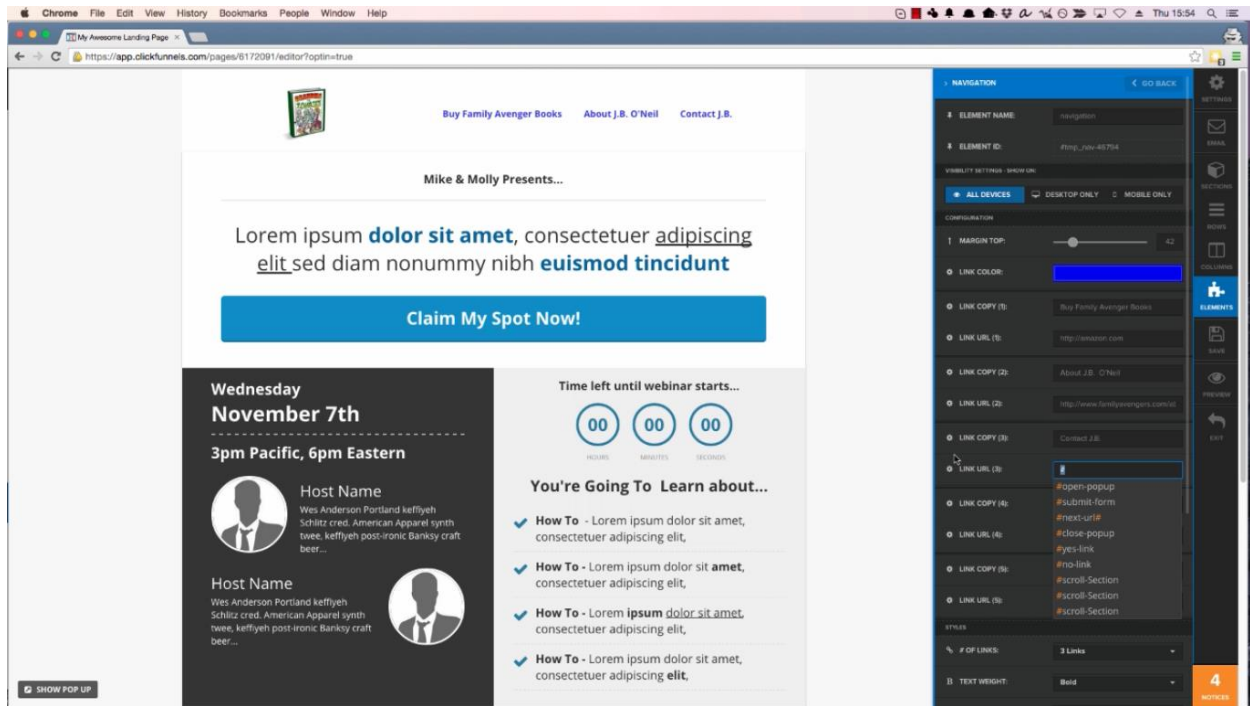 Chrome File Edit View History Bookmarks People Window Help
Thu 15:54
My Awesome Landing Page
https://app.clickfunnels.com/pages/6172091/editor?optin=true
Buy Family Avenger Books About J.B. O'Neil Contact J.B.
Mike & Molly Presents...
Lorem ipsum dolor sit amet, consectetuer adipiscing
elit sed diam nonummy nibh euismod tincidunt
Claim My Spot Now!
Wednesday
November 7th
3pm Pacific, 6pm Eastern
Host Name
Wes Anderson Portland keffiyeh
Schlitz cred. American Apparel synth
twee, keffiyeh post-ironic Banksy craft
beer...
Host Name
Wes Anderson Portland keffiyeh
Schlitz cred. American Apparel synth
twee, keffiyeh post-ironic Banksy craft
beer...
Time left until webinar starts...
00 00 00
HOURS MINUTES SECONDS
You're Going To Learn about...
How To - Lorem ipsum dolor sit amet,
consectetuer adipiscing elit,
How To - Lorem ipsum dolor sit amet,
consectetuer adipiscing elit,
How To - Lorem ipsum dolor sit amet,
consectetuer adipiscing elit,
How To - Lorem ipsum dolor sit amet,
consectetuer adipiscing elit,
SHOW POP UP
NAVIGATION GO BACK
ELEMENT NAME: navigation
ELEMENT ID: #tmp_nav-46794
VISIBILITY SETTINGS - SHOW ON:
ALL DEVICES DESKTOP ONLY MOBILE ONLY
CONFIGURATION
MARGIN TOP: 42
LINK COLOR:
LINK COPY (1): Buy Family Avenger Books
LINK URL (1): http://amazon.com
LINK COPY (2): About J.B. O'Neil
LINK URL (2): http://www.familyavengers.com/
LINK COPY (3): Contact J.B.
LINK URL (3): #
#open-popup
#submit-form
#next-url#
#close-popup
#yes-link
#no-link
#scroll-Section
#scroll-Section
#scroll-Section
LINK COPY (4):
LINK URL (4):
LINK COPY (5):
LINK URL (5):
STYLES
# OF LINKS: 3 Links
TEXT WEIGHT: Bold
SETTINGS
EMAIL
SECTIONS
ROWS
COLUMNS
ELEMENTS
SAVE
PREVIEW
EXIT
4
NOTICES